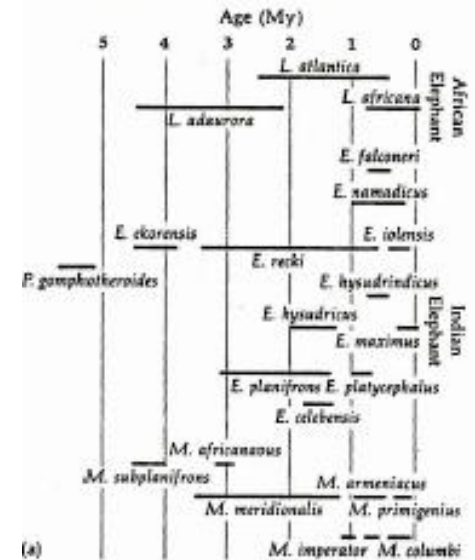 Age (My)
5 4 3 2 1 0
L. atlantica
L. africana
L. adaurora
African
Elephant
E. falconeri
E. namadicus
E. ekorensis
E. iolensis
E. recki
P. gomphotheroides
E. hysudrindicus
E. hysudricus
E. maximus
Indian
Elephant
E. planifrons E. platycephalus
E. celebensis
M. africanavus
M. subplanifrons
M. armeniacus
M. meridionalis M. primigenius
(a)
M. imperator M. columbi